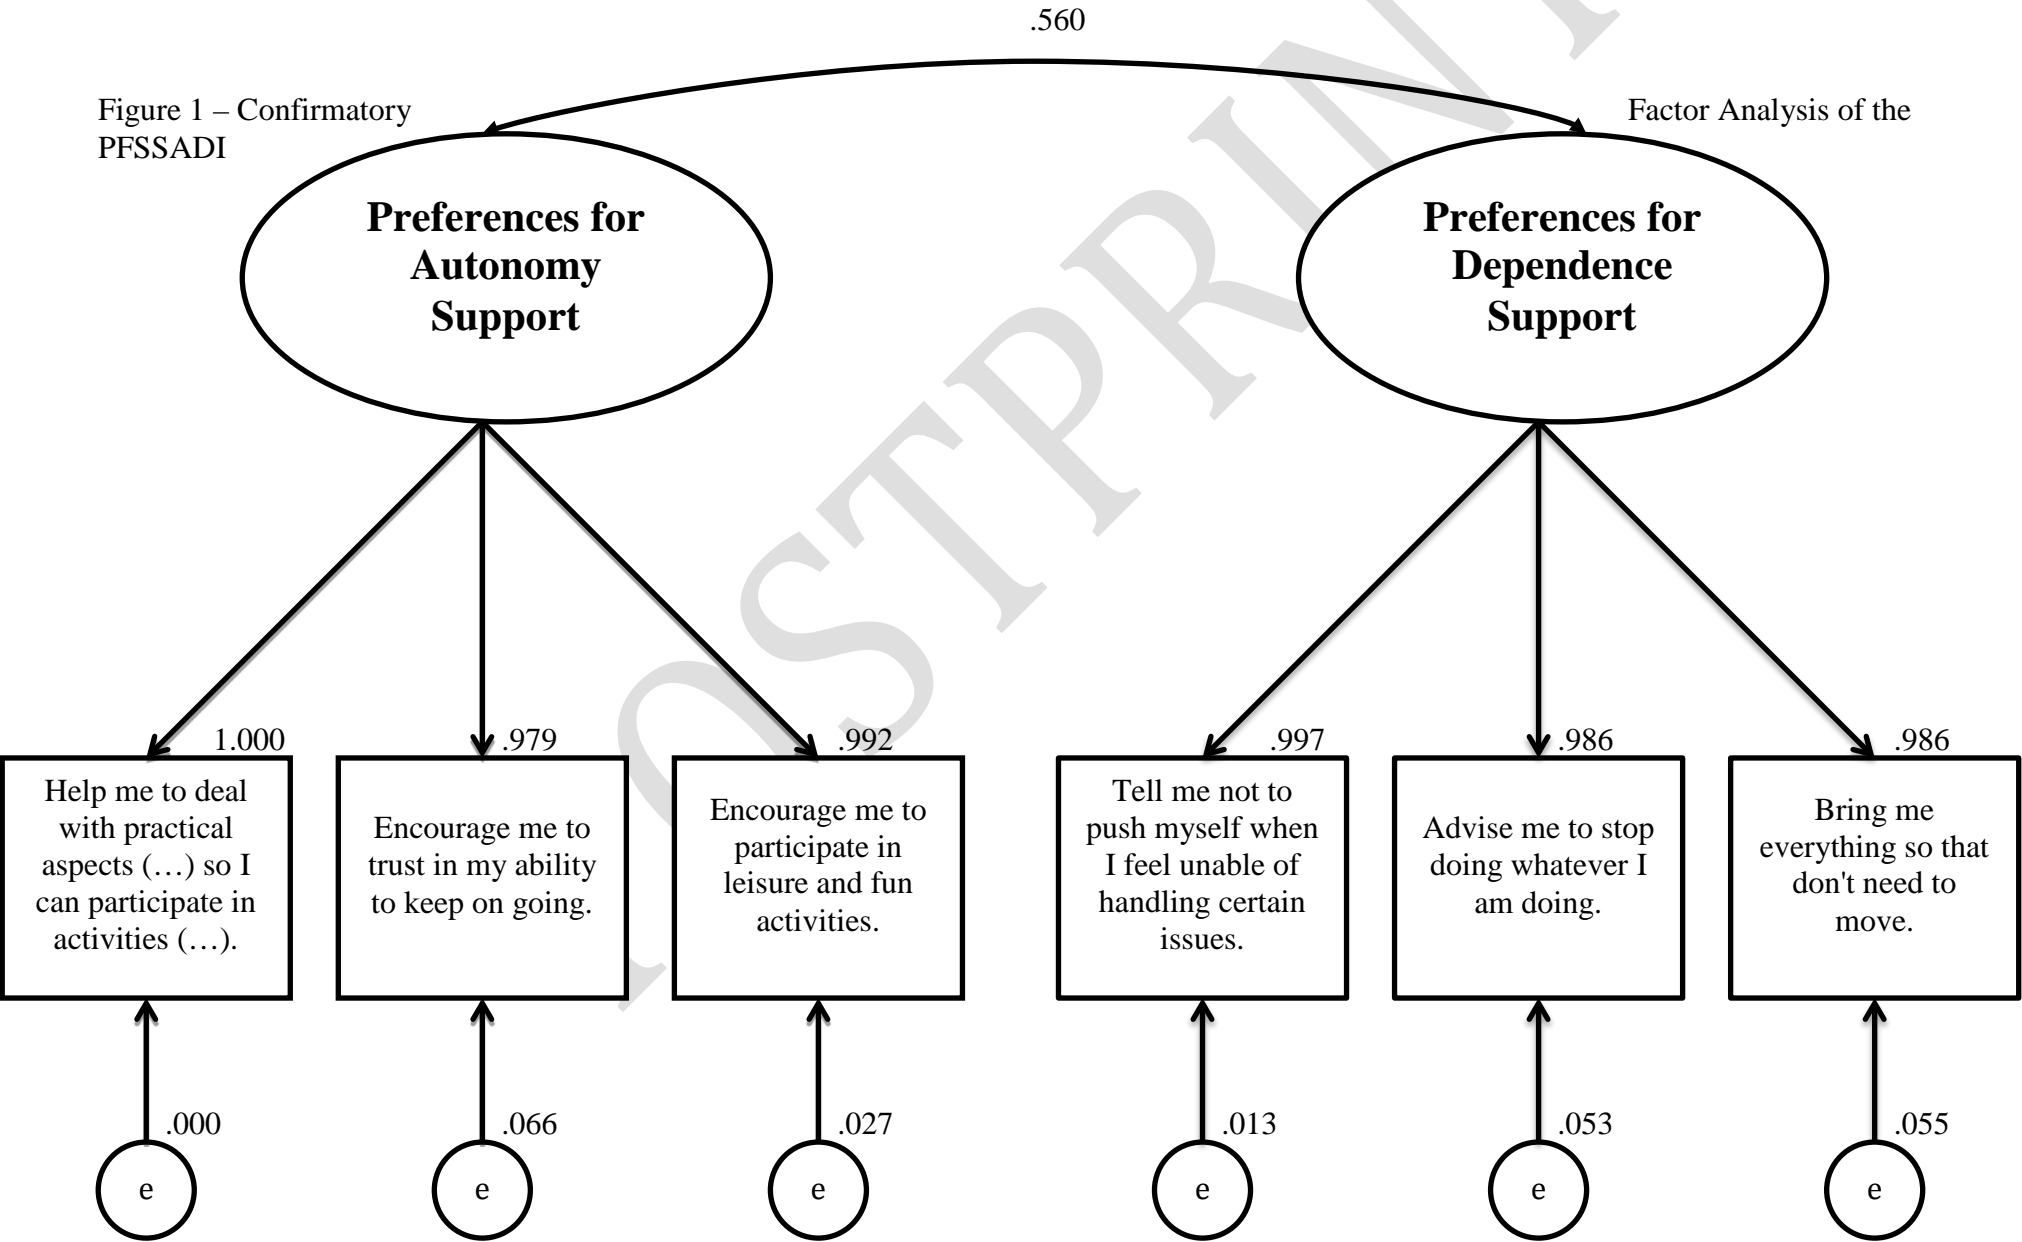 .560
Figure 1 – Confirmatory Factor Analysis of the
PFSSADI
Preferences for
Autonomy
Support
Preferences for
Dependence
Support
1.000
.979
.992
.997
.986
.986
Help me to deal
with practical
aspects (…) so I
can participate in
activities (…).
Encourage me to
trust in my ability
to keep on going.
Encourage me to
participate in
leisure and fun
activities.
Tell me not to
push myself when
I feel unable of
handling certain
issues.
Advise me to stop
doing whatever I
am doing.
Bring me
everything so that
don't need to
move.
.000
.066
.027
.013
.053
.055
e
e
e
e
e
e
POSTPRINT